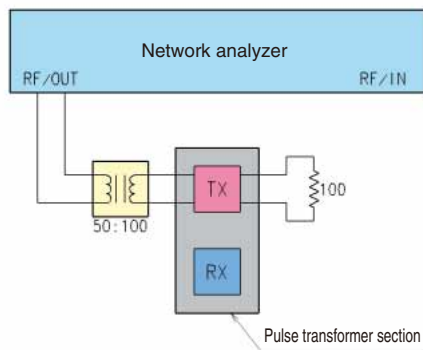 Network analyzer
RF/OUT
RF/IN
TX
100
50:100
RX
Pulse transformer section